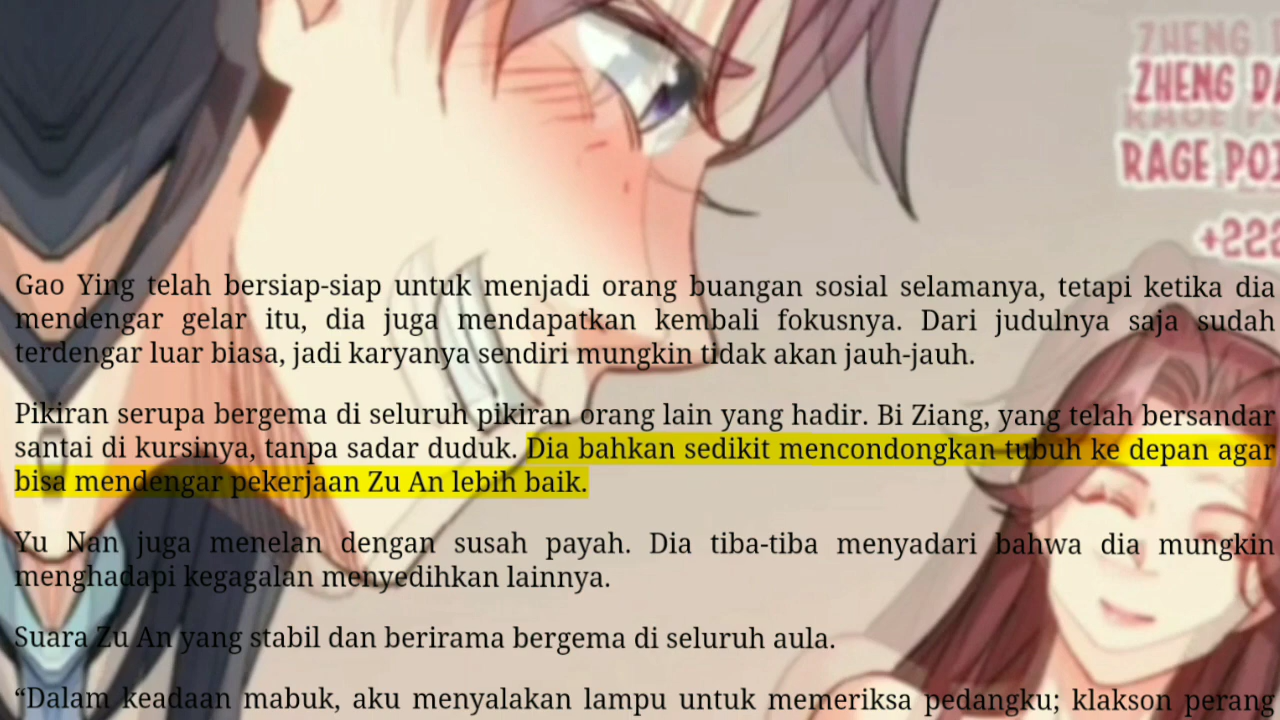 ZHENG
ZHENG
RAGE
+222
Gao Ying telah bersiap-siap untuk menjadi orang buangan sosial selamanya, tetapi ketika dia
mendengar gelar itu, dia juga mendapatkan kembali fokusnya. Dari judulnya saja sudah
terdengar luar biasa, jadi karyanya sendiri mungkin tidak akan jauh-jauh.
Pikiran serupa bergema di seluruh pikiran orang lain yang hadir. Bi Ziang, yang telah bersandar
santai di kursinya, tanpa sadar duduk. Dia bahkan sedikit mencondongkan tubuh ke depan agar
bisa mendengar pekerjaan Zu An lebih baik.
Yu Nan juga menelan dengan susah payah. Dia tiba-tiba menyadari bahwa dia mungkin
menghadapi kegagalan menyedihkan lainnya.
Suara Zu An yang stabil dan berirama bergema di seluruh aula.
“Dalam keadaan mabuk, aku menyalakan lampu untuk memeriksa pedangku; klakson perang